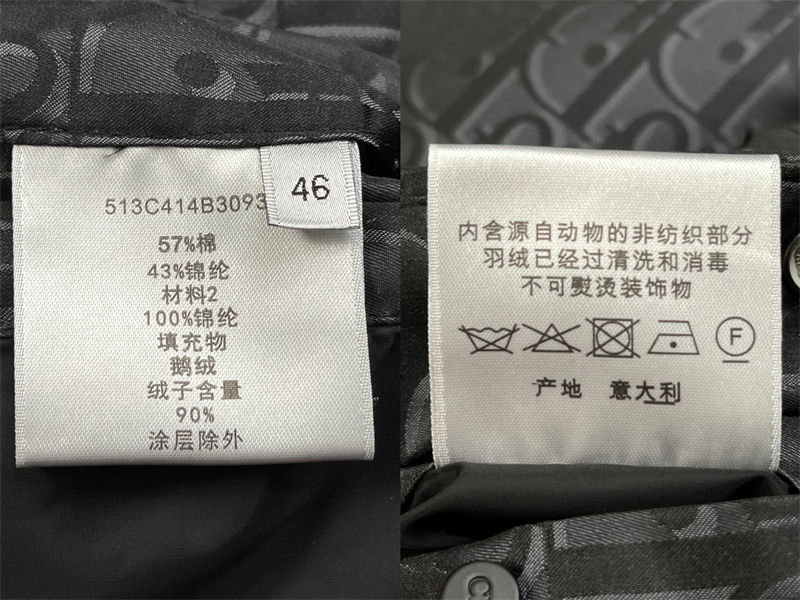 513C414B3093
46
57%棉
43%锦纶
材料2
100%锦纶
填充物
鹅绒
绒子含量
90%
涂层除外
内含源自动物的非纺织部分
羽绒已经过清洗和消毒
不可熨烫装饰物
F
产地 意大利